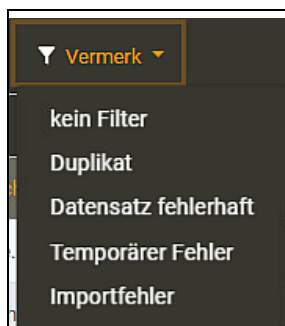 Vermerk
kein Filter
Duplikat
Datensatz fehlerhaft
Temporärer Fehler
Importfehler